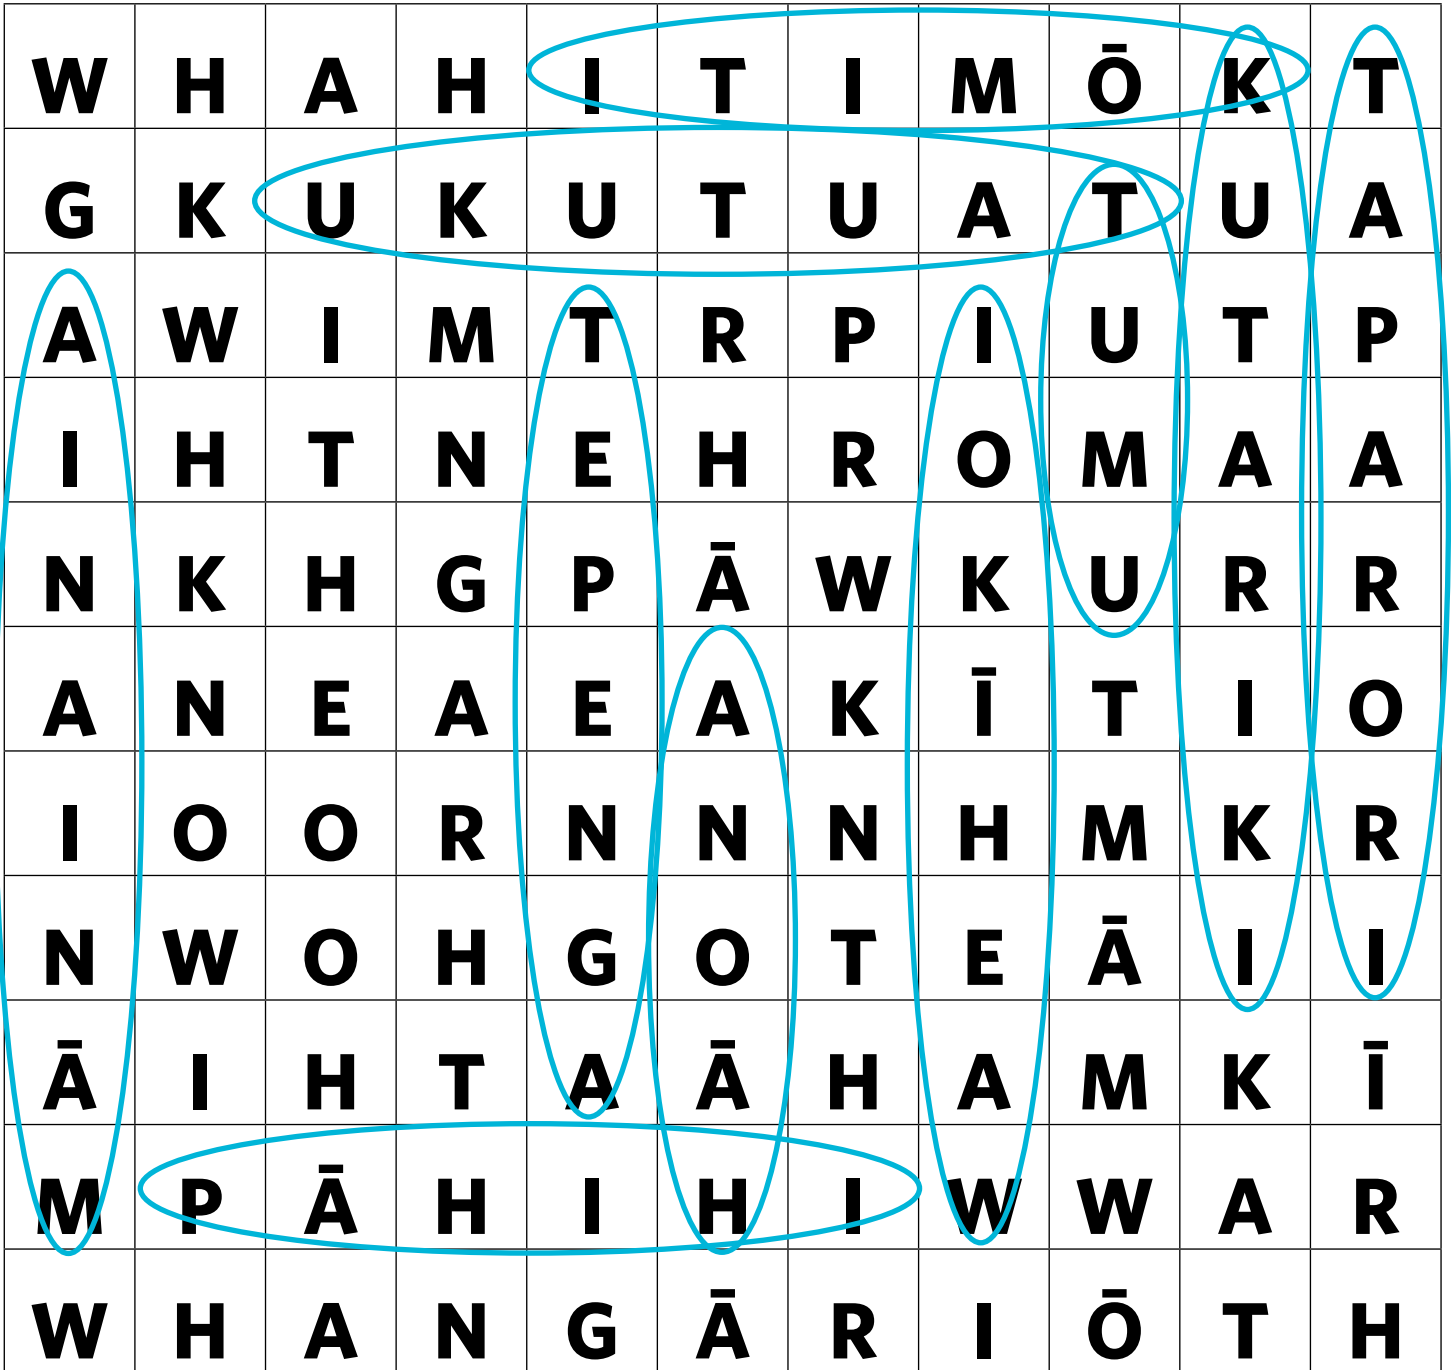 W H A H I T I M Ō K T
G K U K U T U A T U A
A W I M T R P I U T P
I H T N E H R O M A A
N K H G P Ā W K U R R
A N E A E A K Ī T I O
I O O R N N N H M K R
N W O H G O T E Ā I I
Ā I H T A Ā H A M K Ī
M P Ā H I H I W W A R
W H A N G Ā R I Ō T H